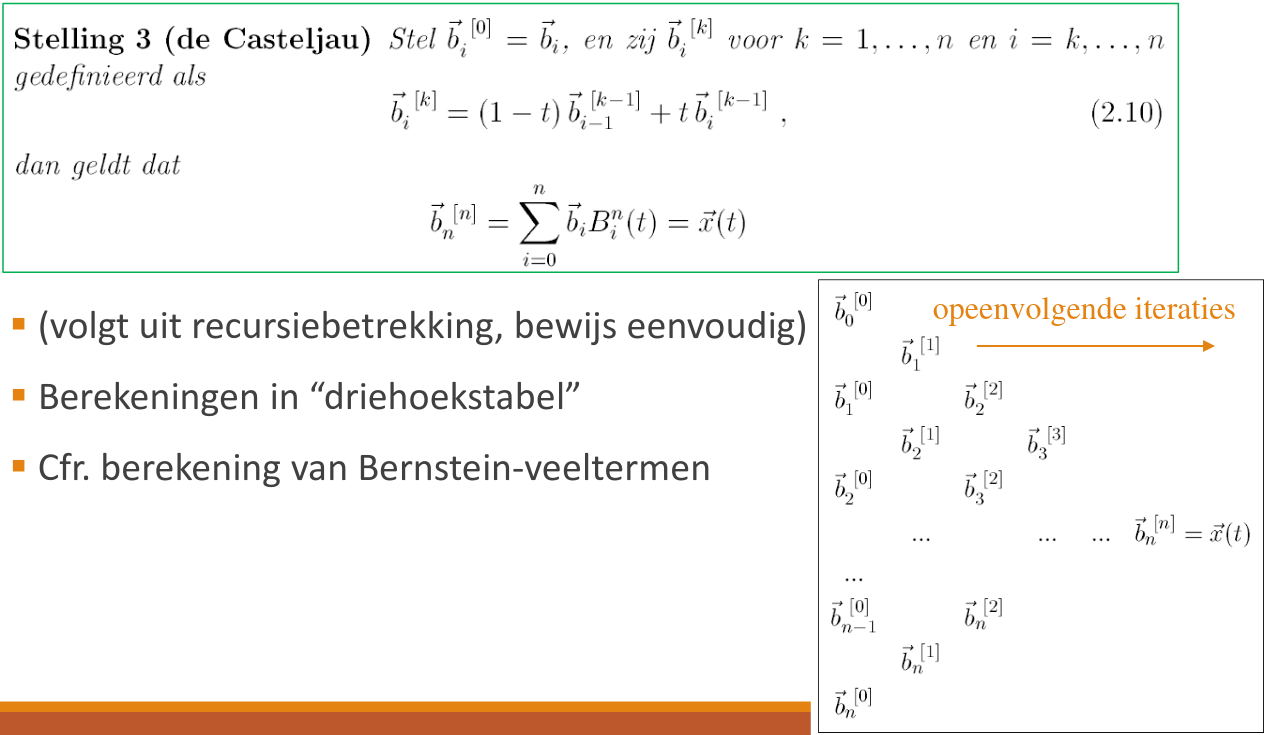 Stelling 3 (de Casteljau) Stel $\vec{b}_i^{\,[0]} = \vec{b}_i$, en zij $\vec{b}_i^{\,[k]}$ voor $k = 1, \ldots, n$ en $i = k, \ldots, n$
gedefinieerd als
$\vec{b}_i^{\,[k]} = (1 - t)\,\vec{b}_{i-1}^{\,[k-1]} + t\,\vec{b}_i^{\,[k-1]}$ , (2.10)
dan geldt dat
$\vec{b}_n^{\,[n]} = \sum_{i=0}^{n} \vec{b}_i B_i^n(t) = \vec{x}(t)$
▪ (volgt uit recursiebetrekking, bewijs eenvoudig)
▪ Berekeningen in “driehoekstabel”
▪ Cfr. berekening van Bernstein-veeltermen
$\vec{b}_0^{\,[0]}$ opeenvolgende iteraties
$\vec{b}_1^{\,[1]}$
$\vec{b}_1^{\,[0]}$ $\vec{b}_2^{\,[2]}$
$\vec{b}_2^{\,[1]}$ $\vec{b}_3^{\,[3]}$
$\vec{b}_2^{\,[0]}$ $\vec{b}_3^{\,[2]}$
... ... ... $\vec{b}_n^{\,[n]} = \vec{x}(t)$
...
$\vec{b}_{n-1}^{\,[0]}$ $\vec{b}_n^{\,[2]}$
$\vec{b}_n^{\,[1]}$
$\vec{b}_n^{\,[0]}$